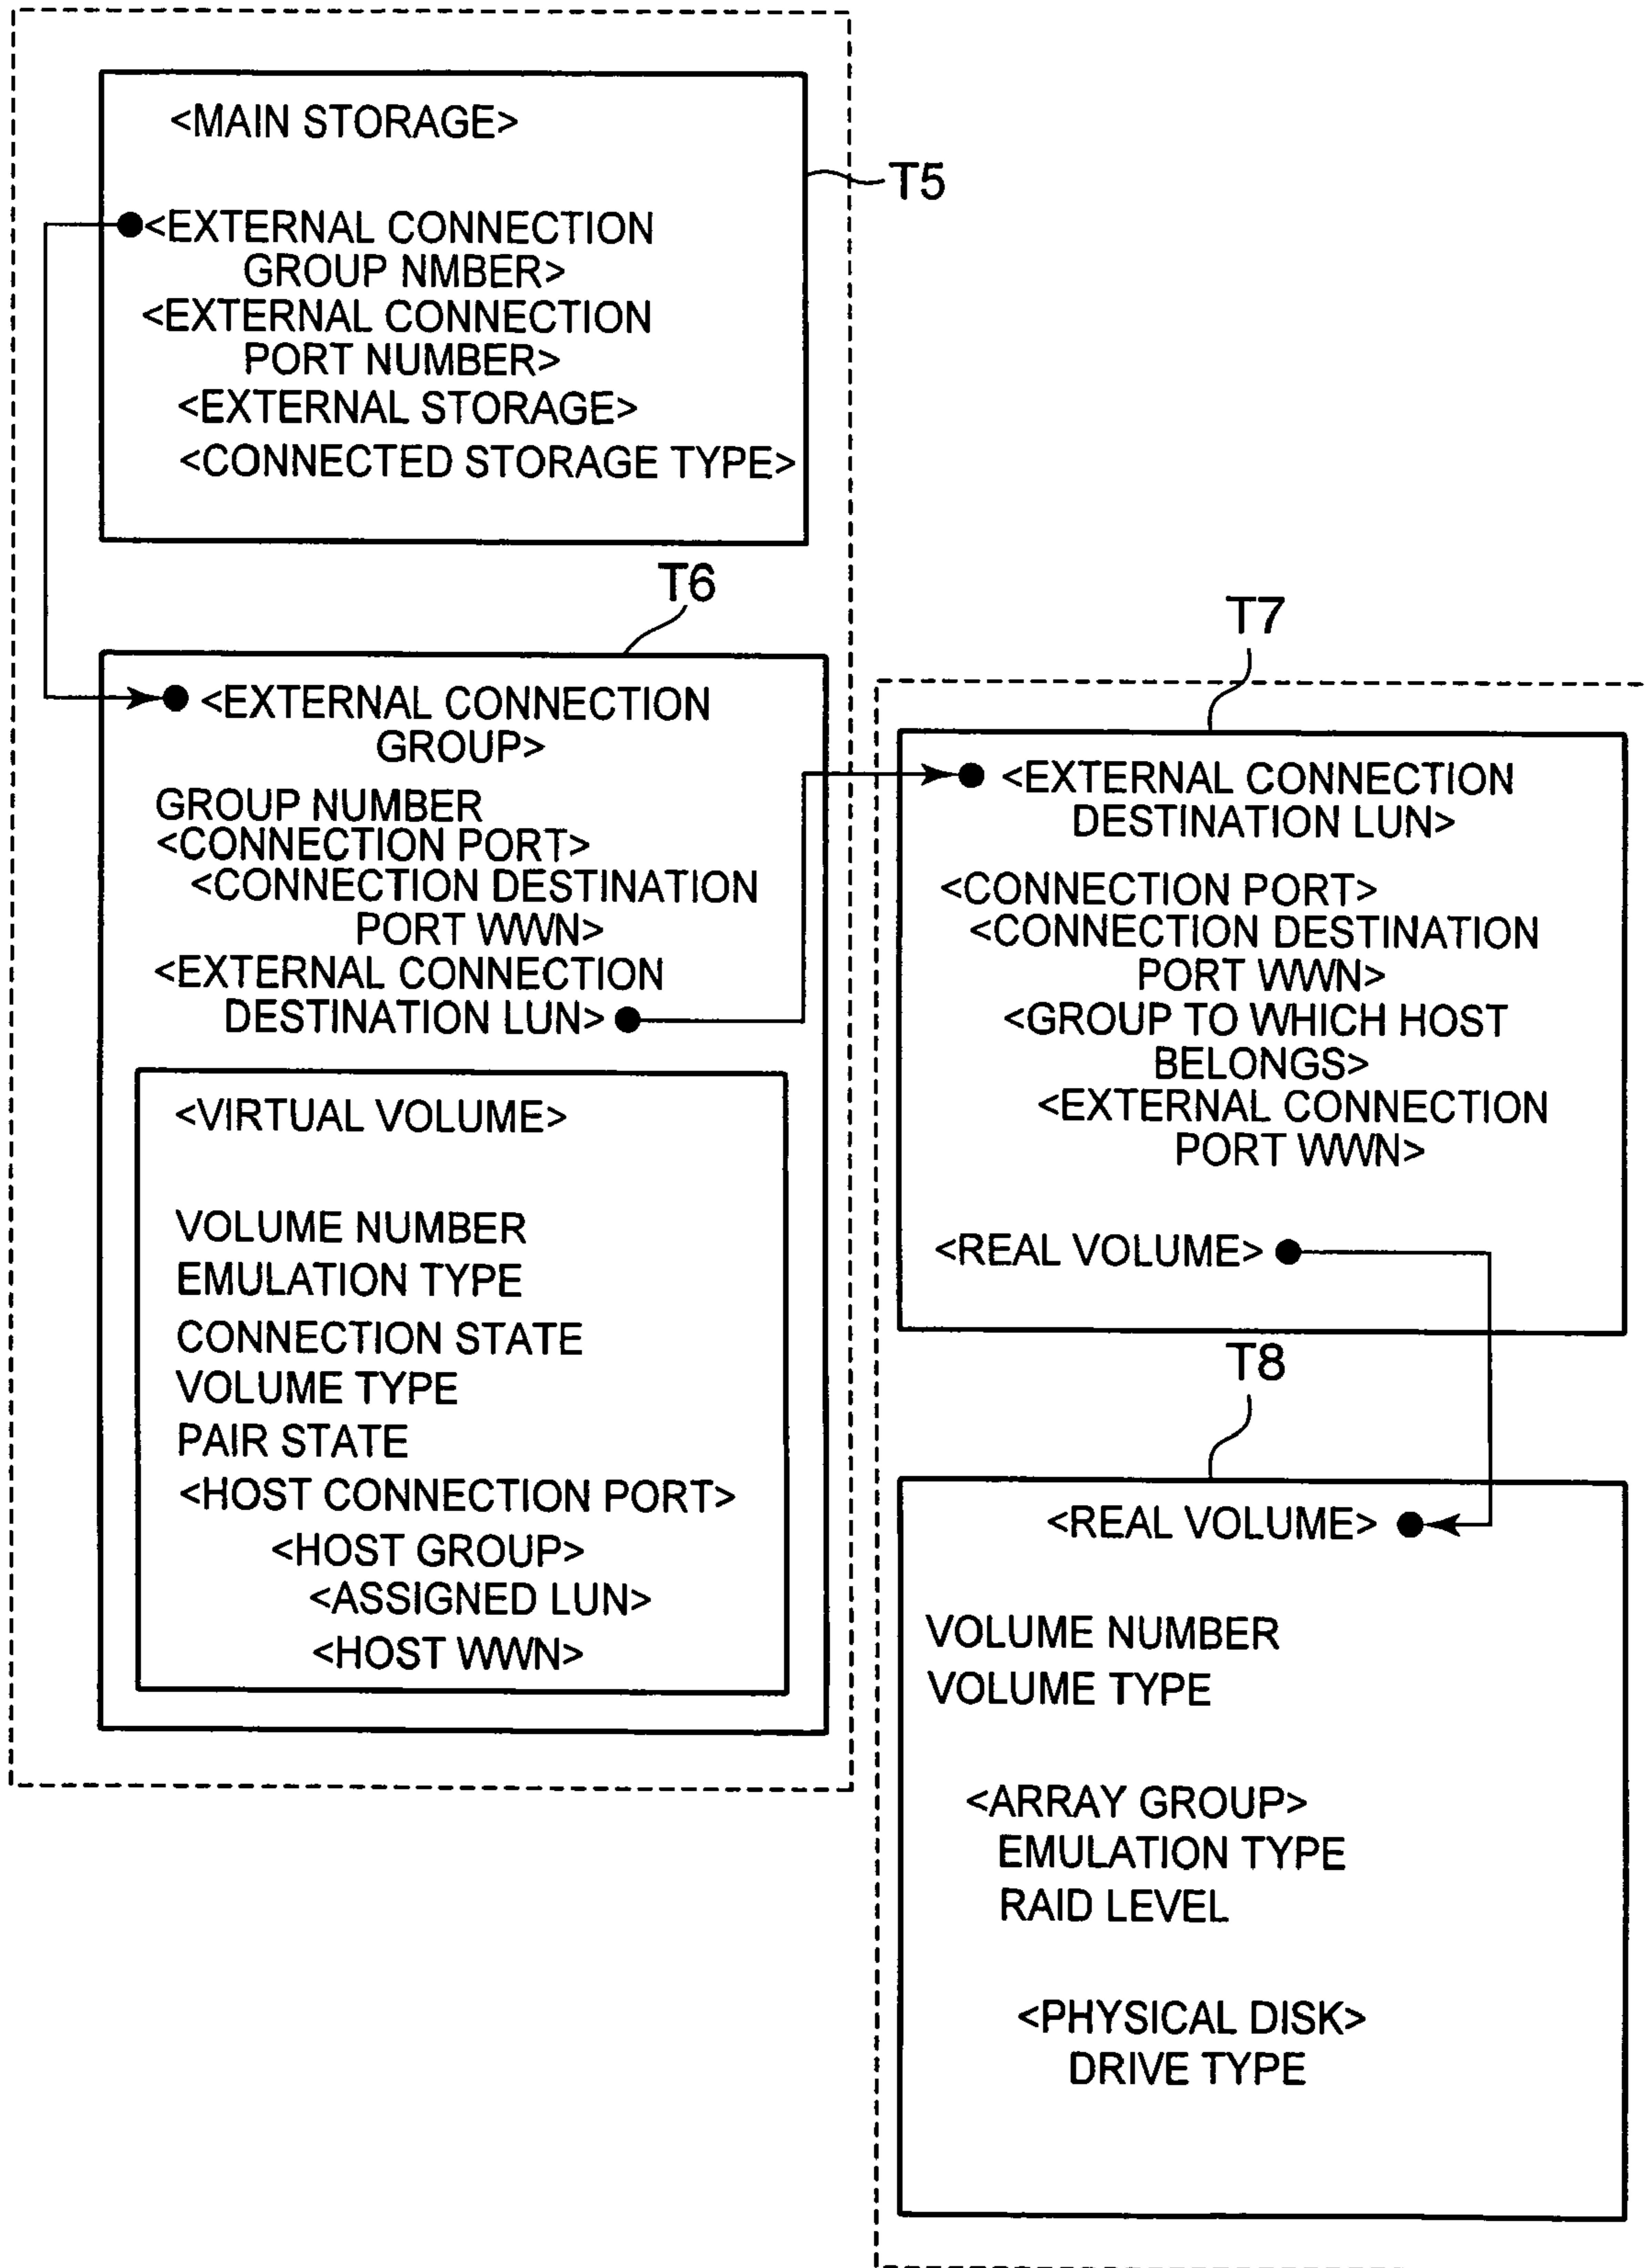 <MAIN STORAGE>
T5
<EXTERNAL CONNECTION
GROUP NMBER>
<EXTERNAL CONNECTION
PORT NUMBER>
<EXTERNAL STORAGE>
<CONNECTED STORAGE TYPE>
T6
<EXTERNAL CONNECTION
GROUP>
GROUP NUMBER
<CONNECTION PORT>
<CONNECTION DESTINATION
PORT WWN>
<EXTERNAL CONNECTION
DESTINATION LUN>
<VIRTUAL VOLUME>
VOLUME NUMBER
EMULATION TYPE
CONNECTION STATE
VOLUME TYPE
PAIR STATE
<HOST CONNECTION PORT>
<HOST GROUP>
<ASSIGNED LUN>
<HOST WWN>
T7
<EXTERNAL CONNECTION
DESTINATION LUN>
<CONNECTION PORT>
<CONNECTION DESTINATION
PORT WWN>
<GROUP TO WHICH HOST
BELONGS>
<EXTERNAL CONNECTION
PORT WWN>
<REAL VOLUME>
T8
<REAL VOLUME>
VOLUME NUMBER
VOLUME TYPE
<ARRAY GROUP>
EMULATION TYPE
RAID LEVEL
<PHYSICAL DISK>
DRIVE TYPE